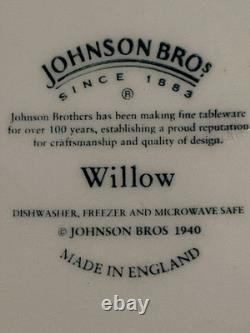 JOHNSON BROS
SINCE 1883
®
Johnson Brothers has been making fine tableware
for over 100 years, establishing a proud reputation
for craftsmanship and quality of design.
Willow
DISHWASHER, FREEZER AND MICROWAVE SAFE
© JOHNSON BROS 1940
MADE IN ENGLAND